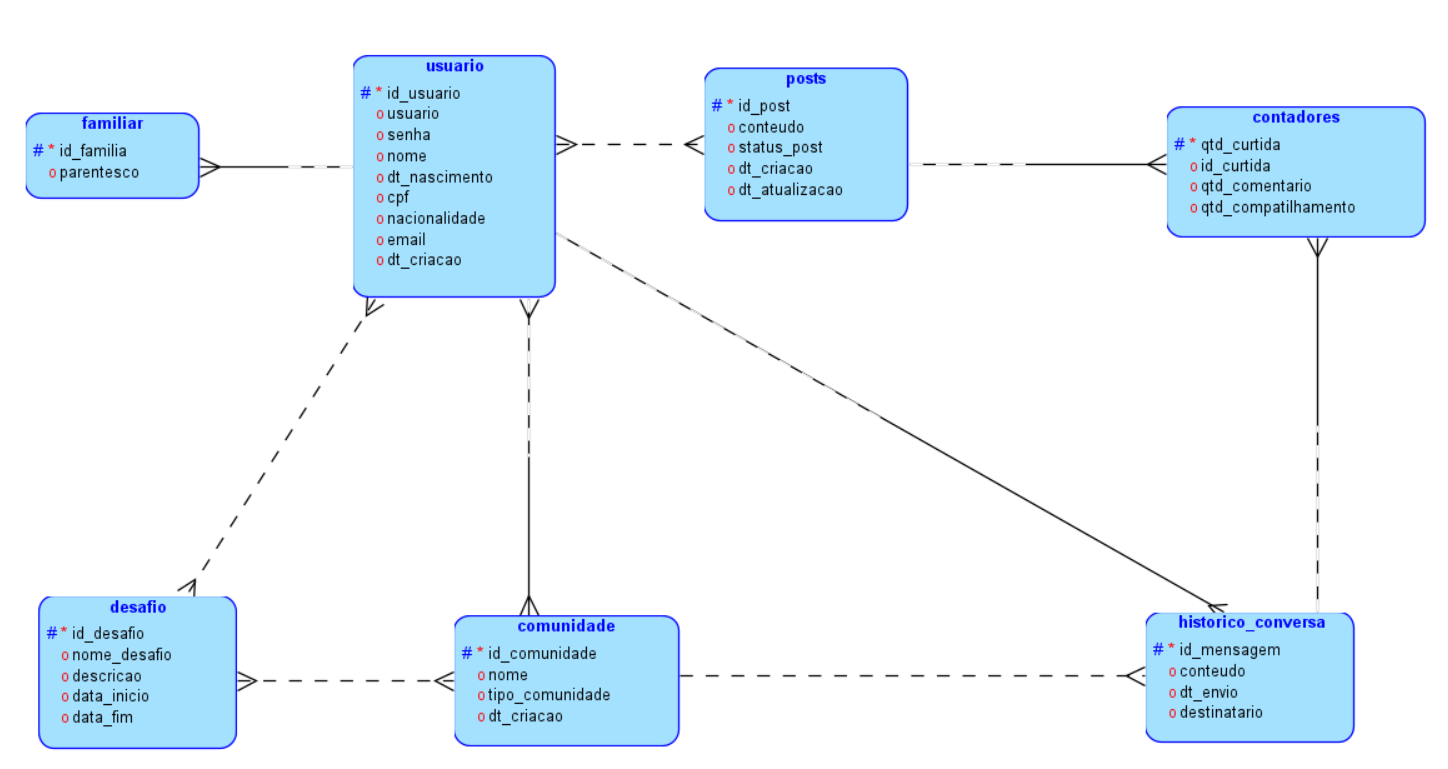 usuario
# * id_usuario
o usuario
o senha
o nome
o dt_nascimento
o cpf
o nacionalidade
o email
o dt_criacao
posts
# * id_post
o conteudo
o status_post
o dt_criacao
o dt_atualizacao
familiar
# * id_familia
o parentesco
contadores
# * qtd_curtida
o id_curtida
o qtd_comentario
o qtd_compatilhamento
desafio
# * id_desafio
o nome_desafio
o descricao
o data_inicio
o data_fim
comunidade
# * id_comunidade
o nome
o tipo_comunidade
o dt_criacao
historico_conversa
# * id_mensagem
o conteudo
o dt_envio
o destinatario